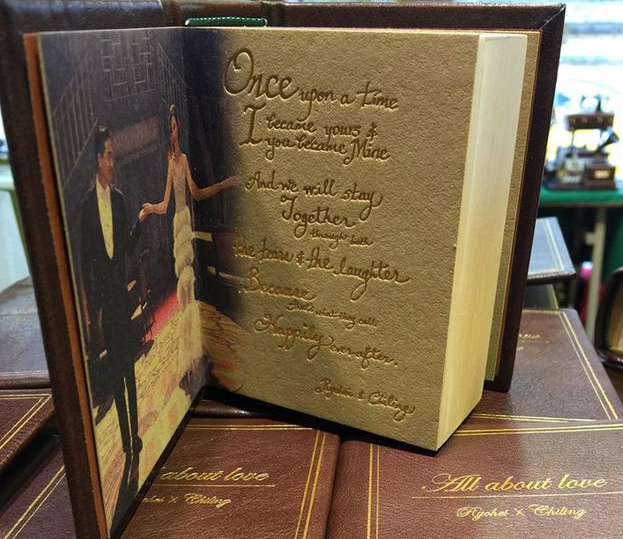 Once upon a time
I became yours &
you became Mine
And we will stay
Together
through both
the tears & the laughter
Because
that's what they call
Happily ever after.
Ryohei & Chiling
All about love
Ryohei × Chiling
All about love
Ryohei × Chiling